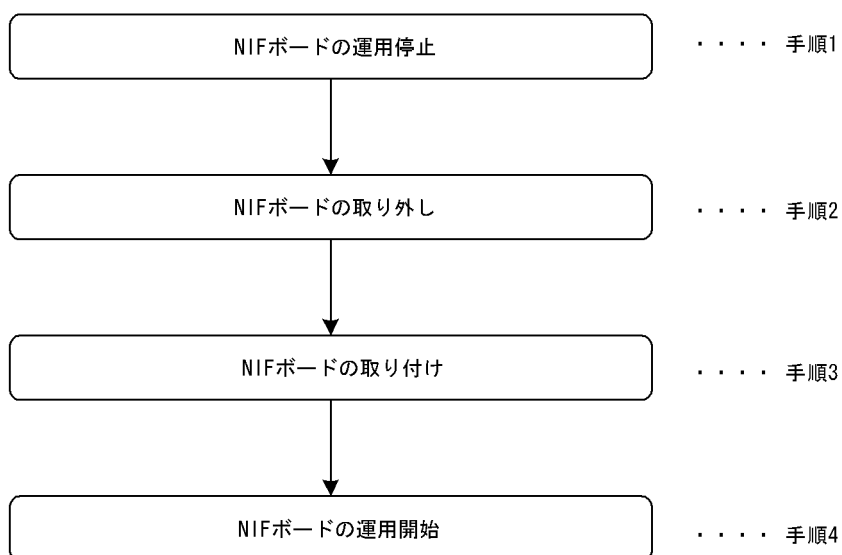 NIFボードの運用停止 ・・・・ 手順1
NIFボードの取り外し ・・・・ 手順2
NIFボードの取り付け ・・・・ 手順3
NIFボードの運用開始 ・・・・ 手順4